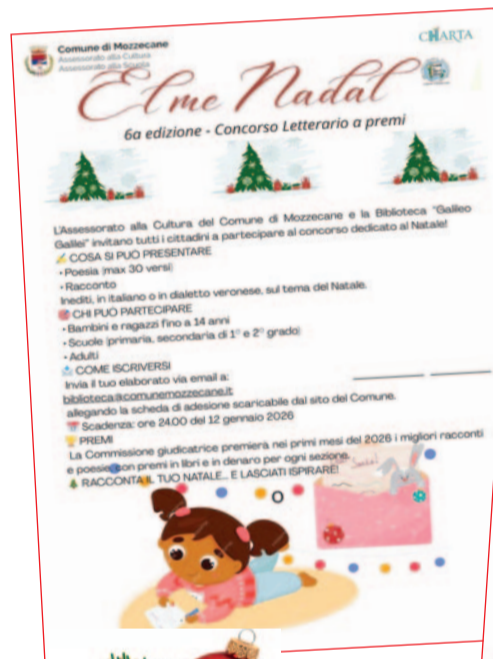 Comune di Mozzecane
Assessorato alla Cultura
Assessorato alla Scuola
CHARTA
El me Nadal
6a edizione - Concorso Letterario a premi
L'Assessorato alla Cultura del Comune di Mozzecane e la Biblioteca "Galileo
Galilei" invitano tutti i cittadini a partecipare al concorso dedicato al Natale!
COSA SI PUÒ PRESENTARE
• Poesia (max 30 versi)
• Racconto
Inediti, in italiano o in dialetto veronese, sul tema del Natale.
CHI PUÒ PARTECIPARE
• Bambini e ragazzi fino a 14 anni
• Scuole (primaria, secondaria di 1° e 2° grado)
• Adulti
COME ISCRIVERSI
Invia il tuo elaborato via email a:
biblioteca@comunemozzecane.it
allegando la scheda di adesione scaricabile dal sito del Comune.
Scadenza: ore 24.00 del 12 gennaio 2026
PREMI
La Commissione giudicatrice premierà nei primi mesi del 2026 i migliori racconti
e poesie con premi in libri e in denaro per ogni sezione.
RACCONTA IL TUO NATALE... E LASCIATI ISPIRARE!
O